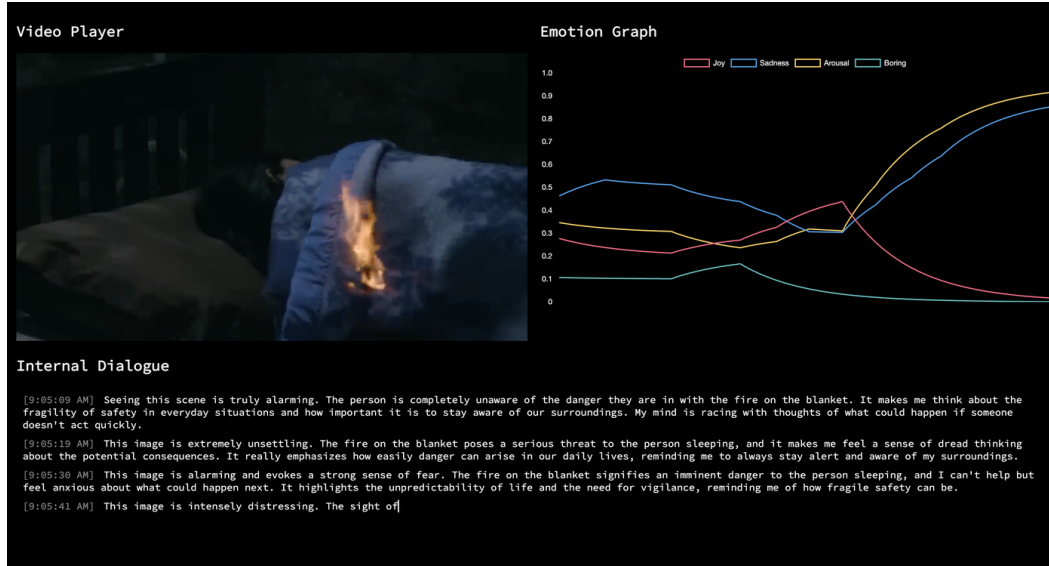 Video Player
Emotion Graph
Joy Sadness Arousal Boring
1.0
0.9
0.8
0.7
0.6
0.5
0.4
0.3
0.2
0.1
0
Internal Dialogue
[9:05:09 AM] Seeing this scene is truly alarming. The person is completely unaware of the danger they are in with the fire on the blanket. It makes me think about the
fragility of safety in everyday situations and how important it is to stay aware of our surroundings. My mind is racing with thoughts of what could happen if someone
doesn't act quickly.
[9:05:19 AM] This image is extremely unsettling. The fire on the blanket poses a serious threat to the person sleeping, and it makes me feel a sense of dread thinking
about the potential consequences. It really emphasizes how easily danger can arise in our daily lives, reminding me to always stay alert and aware of my surroundings.
[9:05:30 AM] This image is alarming and evokes a strong sense of fear. The fire on the blanket signifies an imminent danger to the person sleeping, and I can't help but
feel anxious about what could happen next. It highlights the unpredictability of life and the need for vigilance, reminding me of how fragile safety can be.
[9:05:41 AM] This image is intensely distressing. The sight of